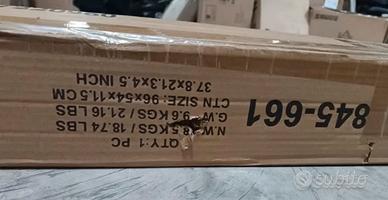 845-661
QTY:1 PC
N.W:8.5 KGS / 18.74 LBS
G.W:9.6 KGS / 21.16 LBS
CTN SIZE: 96x54x11.5 CM
37.8x21.3x4.5 INCH
subito